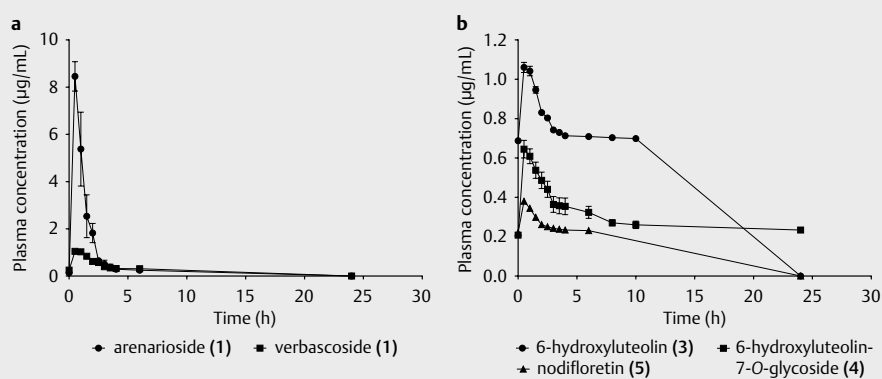 a
Plasma concentration (µg/mL)
10
8
6
4
2
0
0 5 10 15 20 25 30
Time (h)
arenarioside (1) verbascoside (1)
b
Plasma concentration (µg/mL)
1.2
1.0
0.8
0.6
0.4
0.2
0.0
0 5 10 15 20 25 30
Time (h)
6-hydroxyluteolin (3) 6-hydroxyluteolin-
nodifloretin (5) 7-O-glycoside (4)